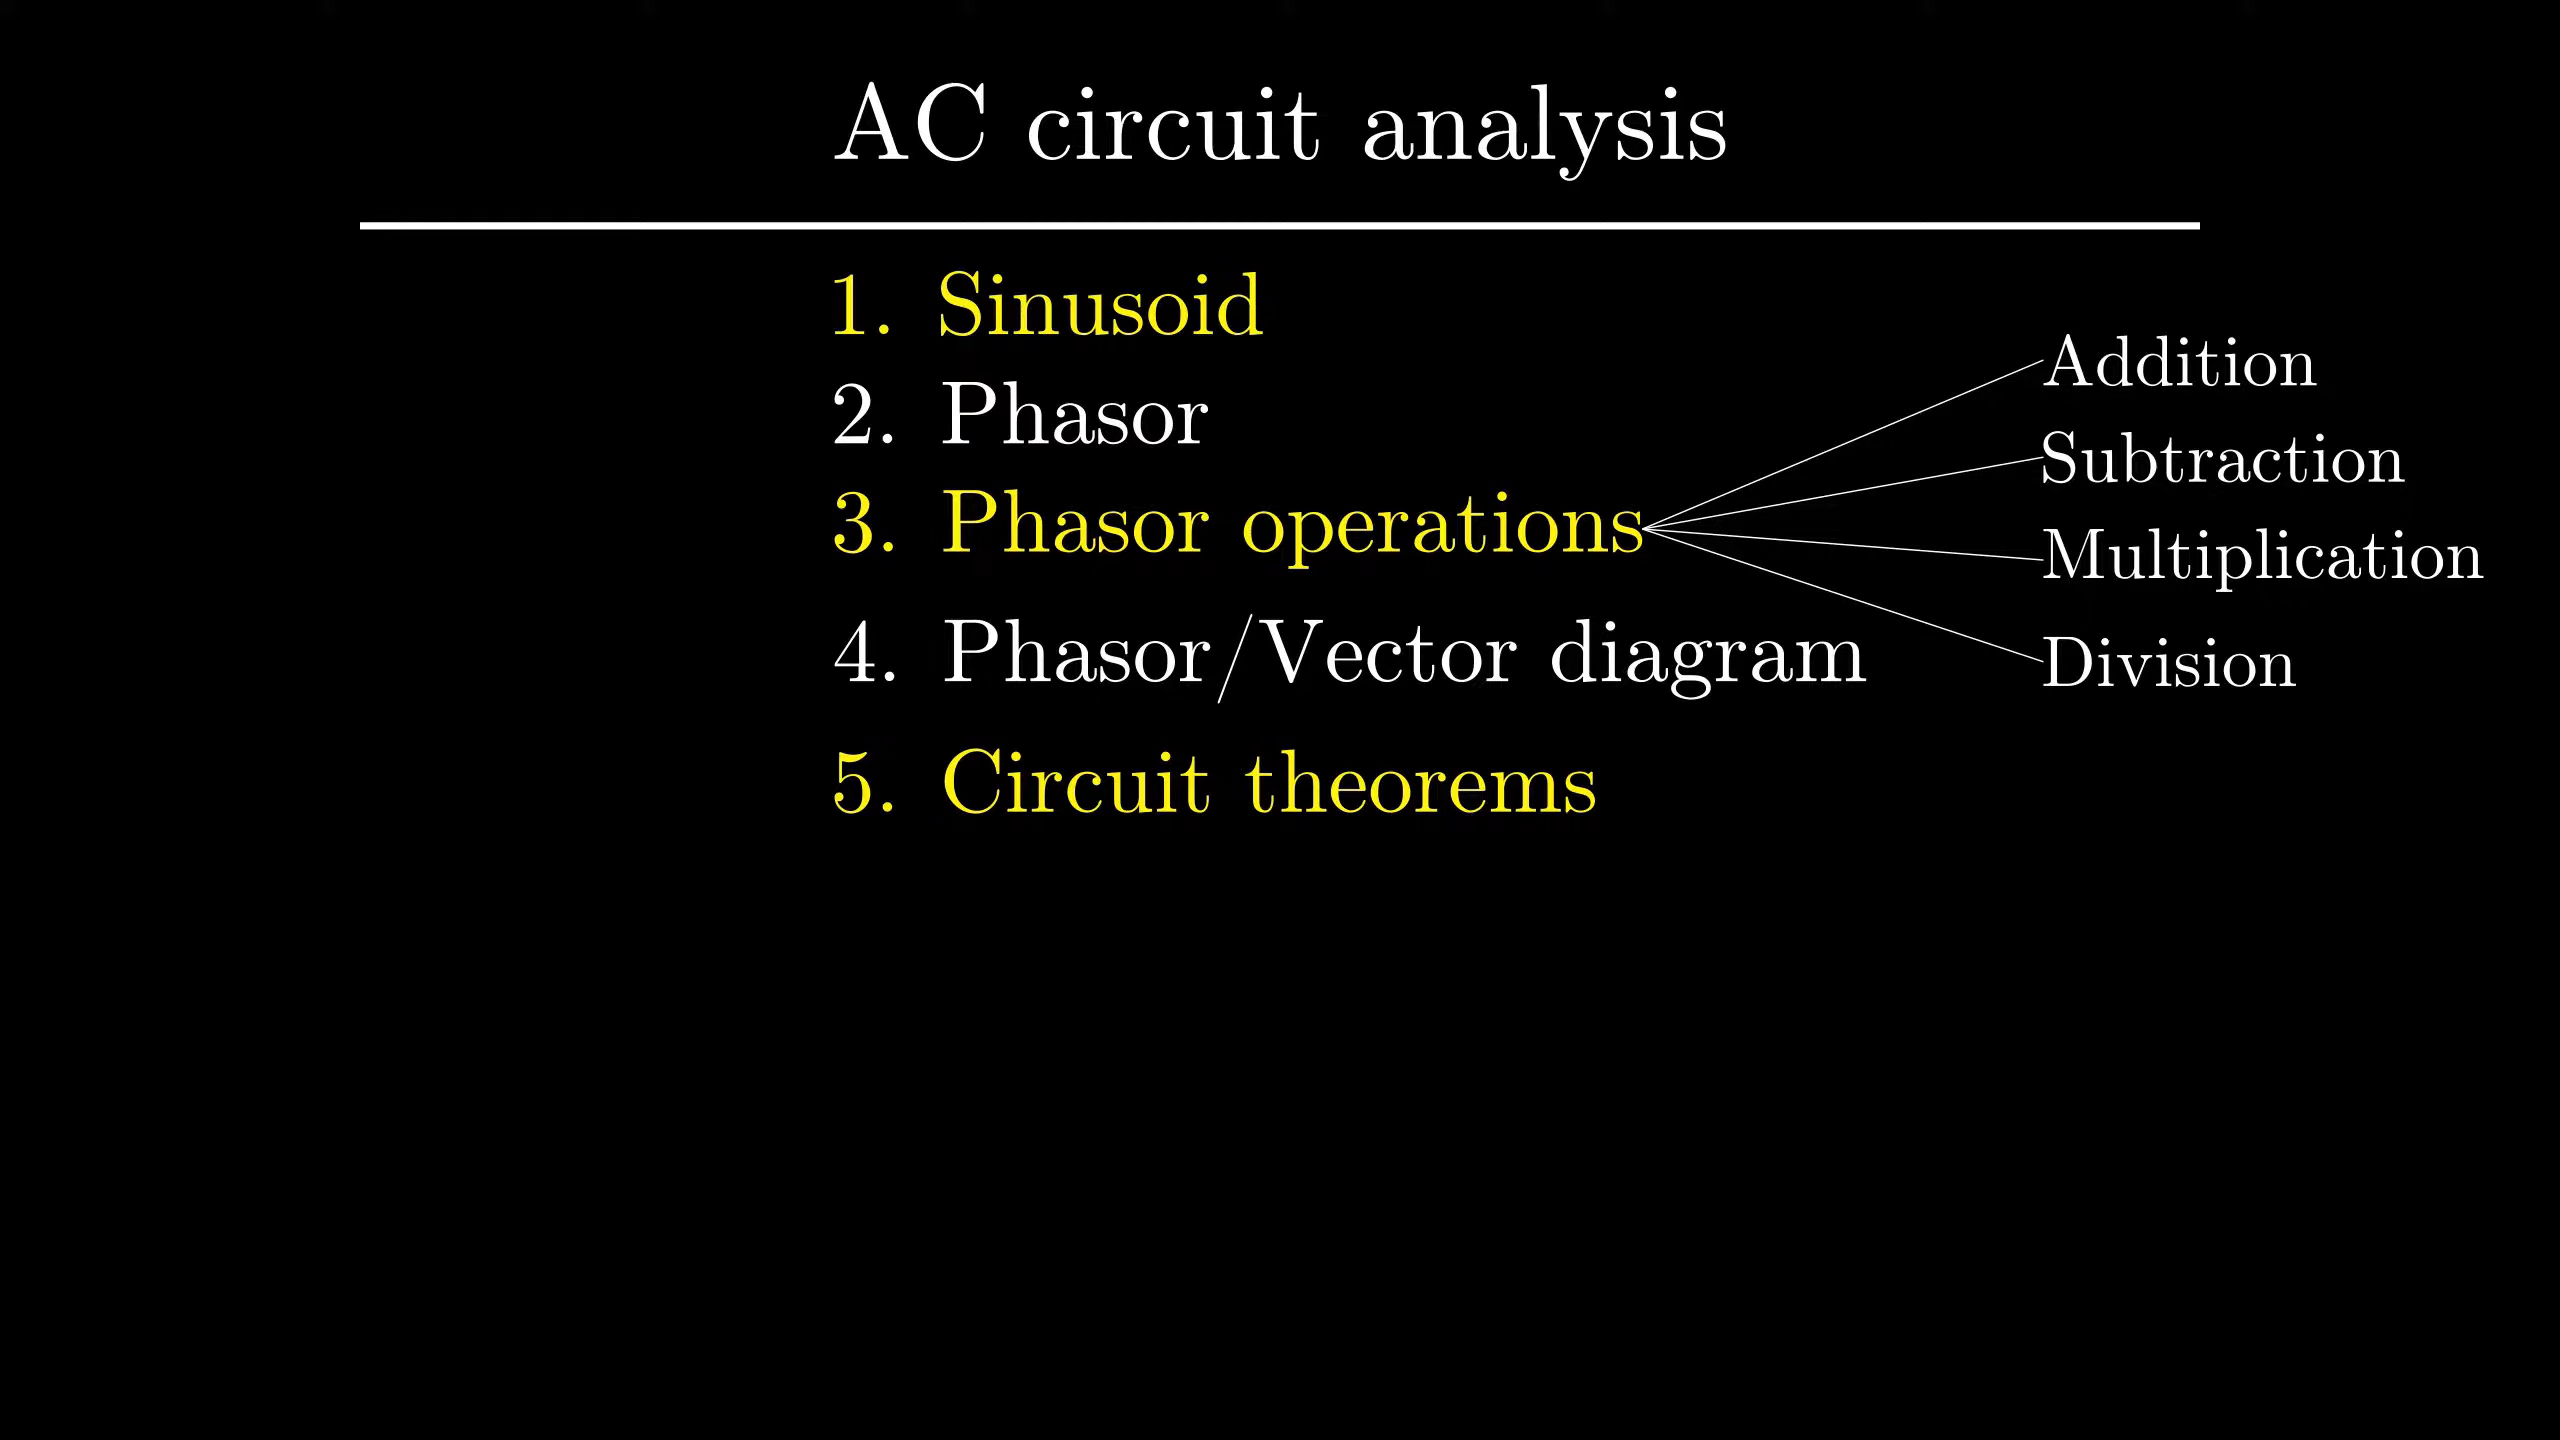 AC circuit analysis
1. Sinusoid
2. Phasor
3. Phasor operations
Addition
Subtraction
Multiplication
Division
4. Phasor/Vector diagram
5. Circuit theorems